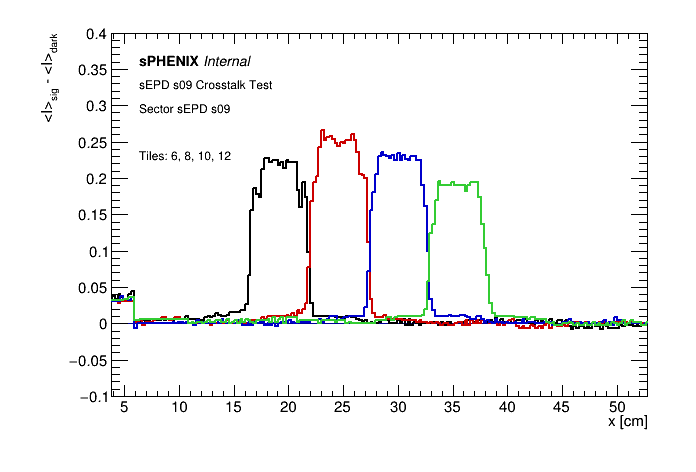 <I>sig - <I>dark
0.4
0.35
0.3
0.25
0.2
0.15
0.1
0.05
0
−0.05
−0.1
sPHENIX Internal
sEPD s09 Crosstalk Test
Sector sEPD s09
Tiles: 6, 8, 10, 12
5 10 15 20 25 30 35 40 45 50
x [cm]